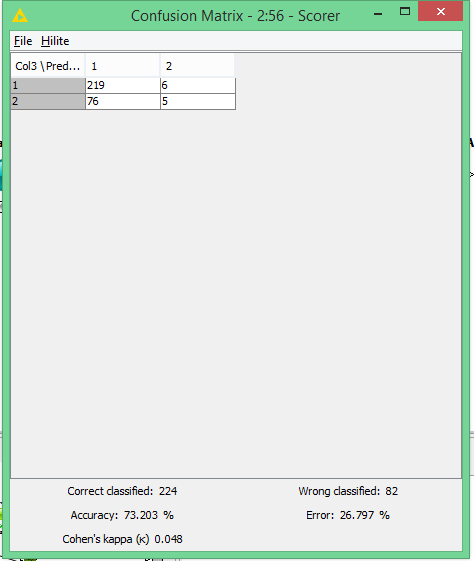 Confusion Matrix - 2:56 - Scorer
File Hilite
Col3 \ Pred... 1 2
1 219 6
2 76 5
Correct classified: 224 Wrong classified: 82
Accuracy: 73.203 % Error: 26.797 %
Cohen's kappa (κ) 0.048